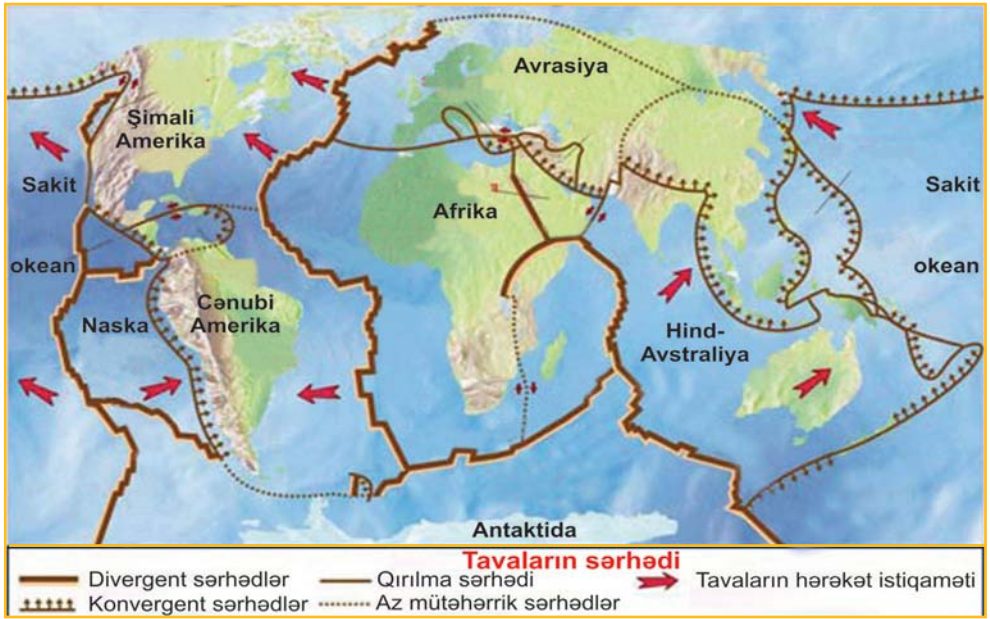 Avrasiya
Şimali
Amerika
Sakit
okean
Afrika
Sakit
okean
Naska
Cənubi
Amerika
Hind-
Avstraliya
Antaktida
Tavaların sərhədi
Divergent sərhədlər
Qırılma sərhədi
Tavaların hərəkət istiqaməti
Konvergent sərhədlər
Az mütəhərrik sərhədlər